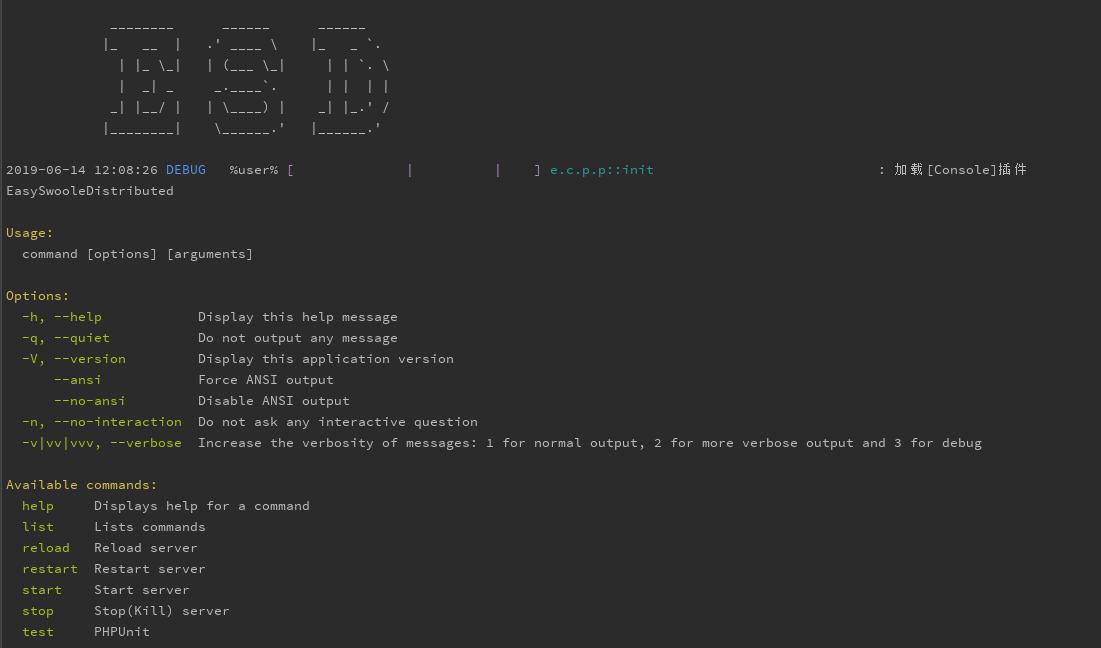 ________      ______      ______
|_   __  |   .' ____ \    |_   _ `.
  | |_ \_|   | (___ \_|     | | `. \
  |  _| _     _.____`.      | |  | |
 _| |__/ |   | \____) |    _| |_.' /
|________|    \______.'   |______.'
2019-06-14 12:08:26 DEBUG   %user% [              |          |    ] e.c.p.p::init                            : 加载[Console]插件
EasySwooleDistributed
Usage:
  command [options] [arguments]
Options:
  -h, --help            Display this help message
  -q, --quiet           Do not output any message
  -V, --version         Display this application version
      --ansi            Force ANSI output
      --no-ansi         Disable ANSI output
  -n, --no-interaction  Do not ask any interactive question
  -v|vv|vvv, --verbose  Increase the verbosity of messages: 1 for normal output, 2 for more verbose output and 3 for debug
Available commands:
  help     Displays help for a command
  list     Lists commands
  reload   Reload server
  restart  Restart server
  start    Start server
  stop     Stop(Kill) server
  test     PHPUnit